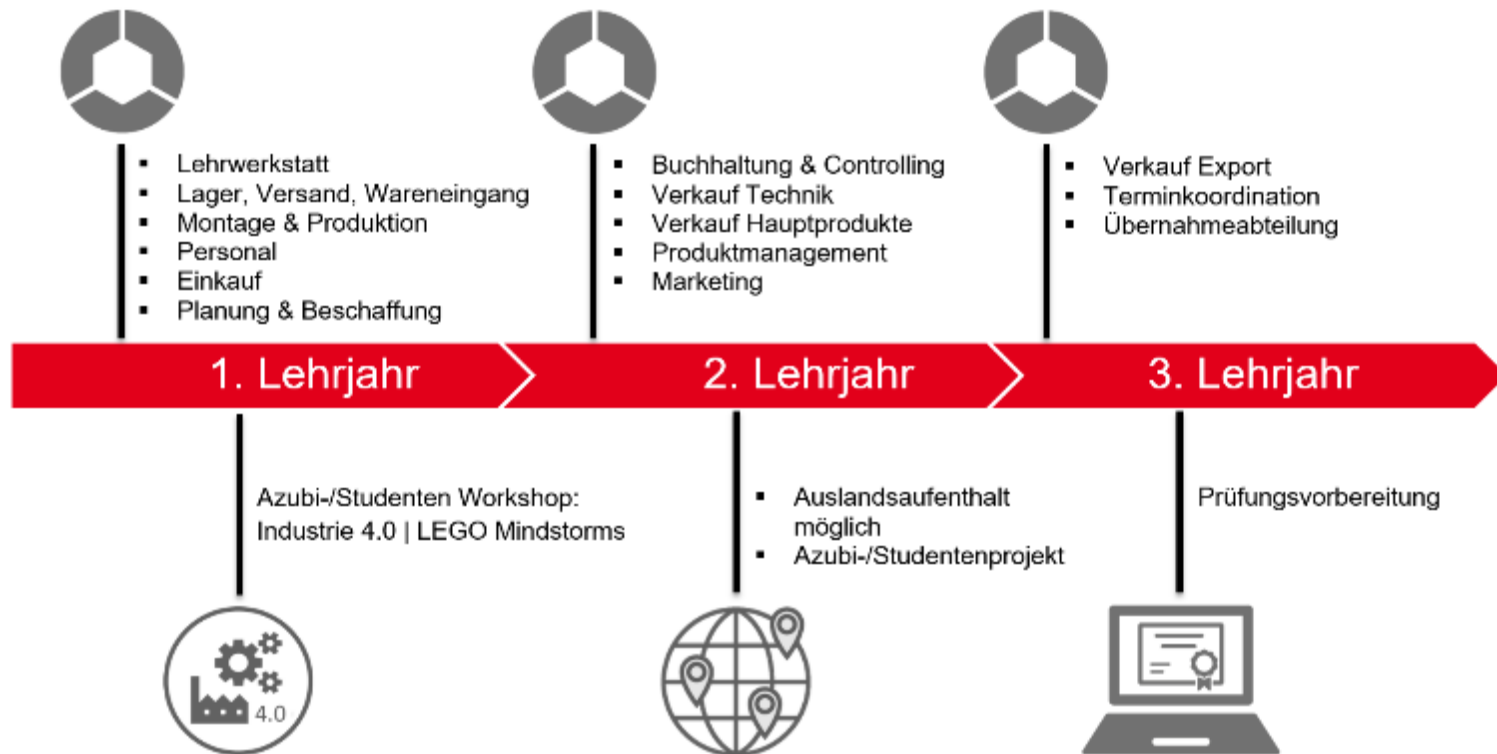 ▪ Lehrwerkstatt
▪ Lager, Versand, Wareneingang
▪ Montage & Produktion
▪ Personal
▪ Einkauf
▪ Planung & Beschaffung
▪ Buchhaltung & Controlling
▪ Verkauf Technik
▪ Verkauf Hauptprodukte
▪ Produktmanagement
▪ Marketing
▪ Verkauf Export
▪ Terminkoordination
▪ Übernahmeabteilung
1. Lehrjahr
2. Lehrjahr
3. Lehrjahr
Azubi-/Studenten Workshop:
Industrie 4.0 | LEGO Mindstorms
▪ Auslandsaufenthalt
möglich
▪ Azubi-/Studentenprojekt
Prüfungsvorbereitung
4.0